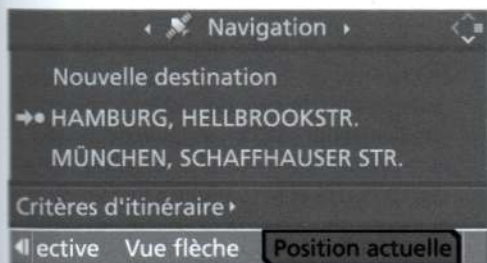 Navigation
Nouvelle destination
HAMBURG, HELLBROOKSTR.
MÜNCHEN, SCHAFFHAUSER STR.
Critères d'itinéraire
ective Vue flèche Position actuelle